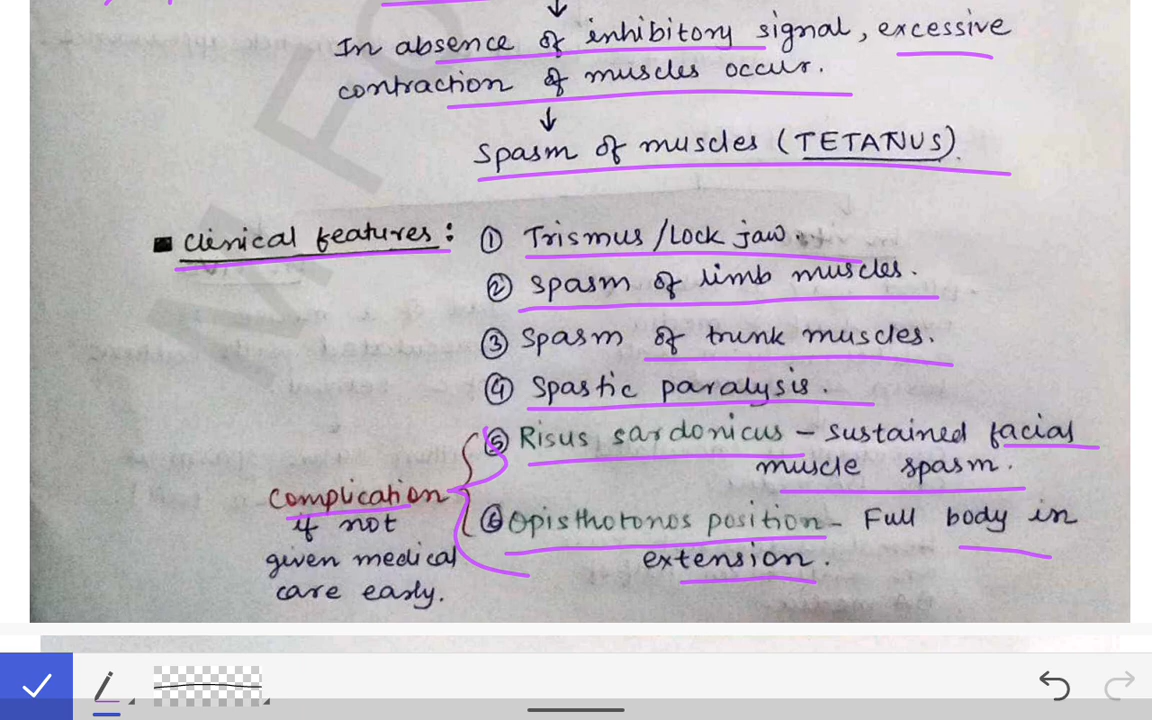 In absence of inhibitory signal, excessive
contraction of muscles occur.
↓
Spasm of muscles (TETANUS).
■ Clinical features: ① Trismus/Lock jaw.
② Spasm of limb muscles.
③ Spasm of trunk muscles.
④ Spastic paralysis.
⑤ Risus sardonicus - sustained facial
muscle spasm.
Complication
if not
given medical
care early.
⑥ Opisthotonos position - Full body in
extension.